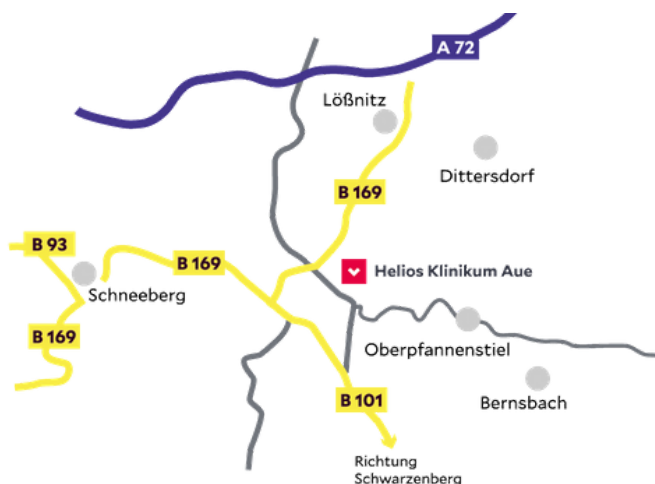 A 72
Lößnitz
Dittersdorf
B 169
B 93
B 169
Helios Klinikum Aue
Schneeberg
B 169
Oberpfannenstiel
Bernsbach
B 101
Richtung
Schwarzenberg